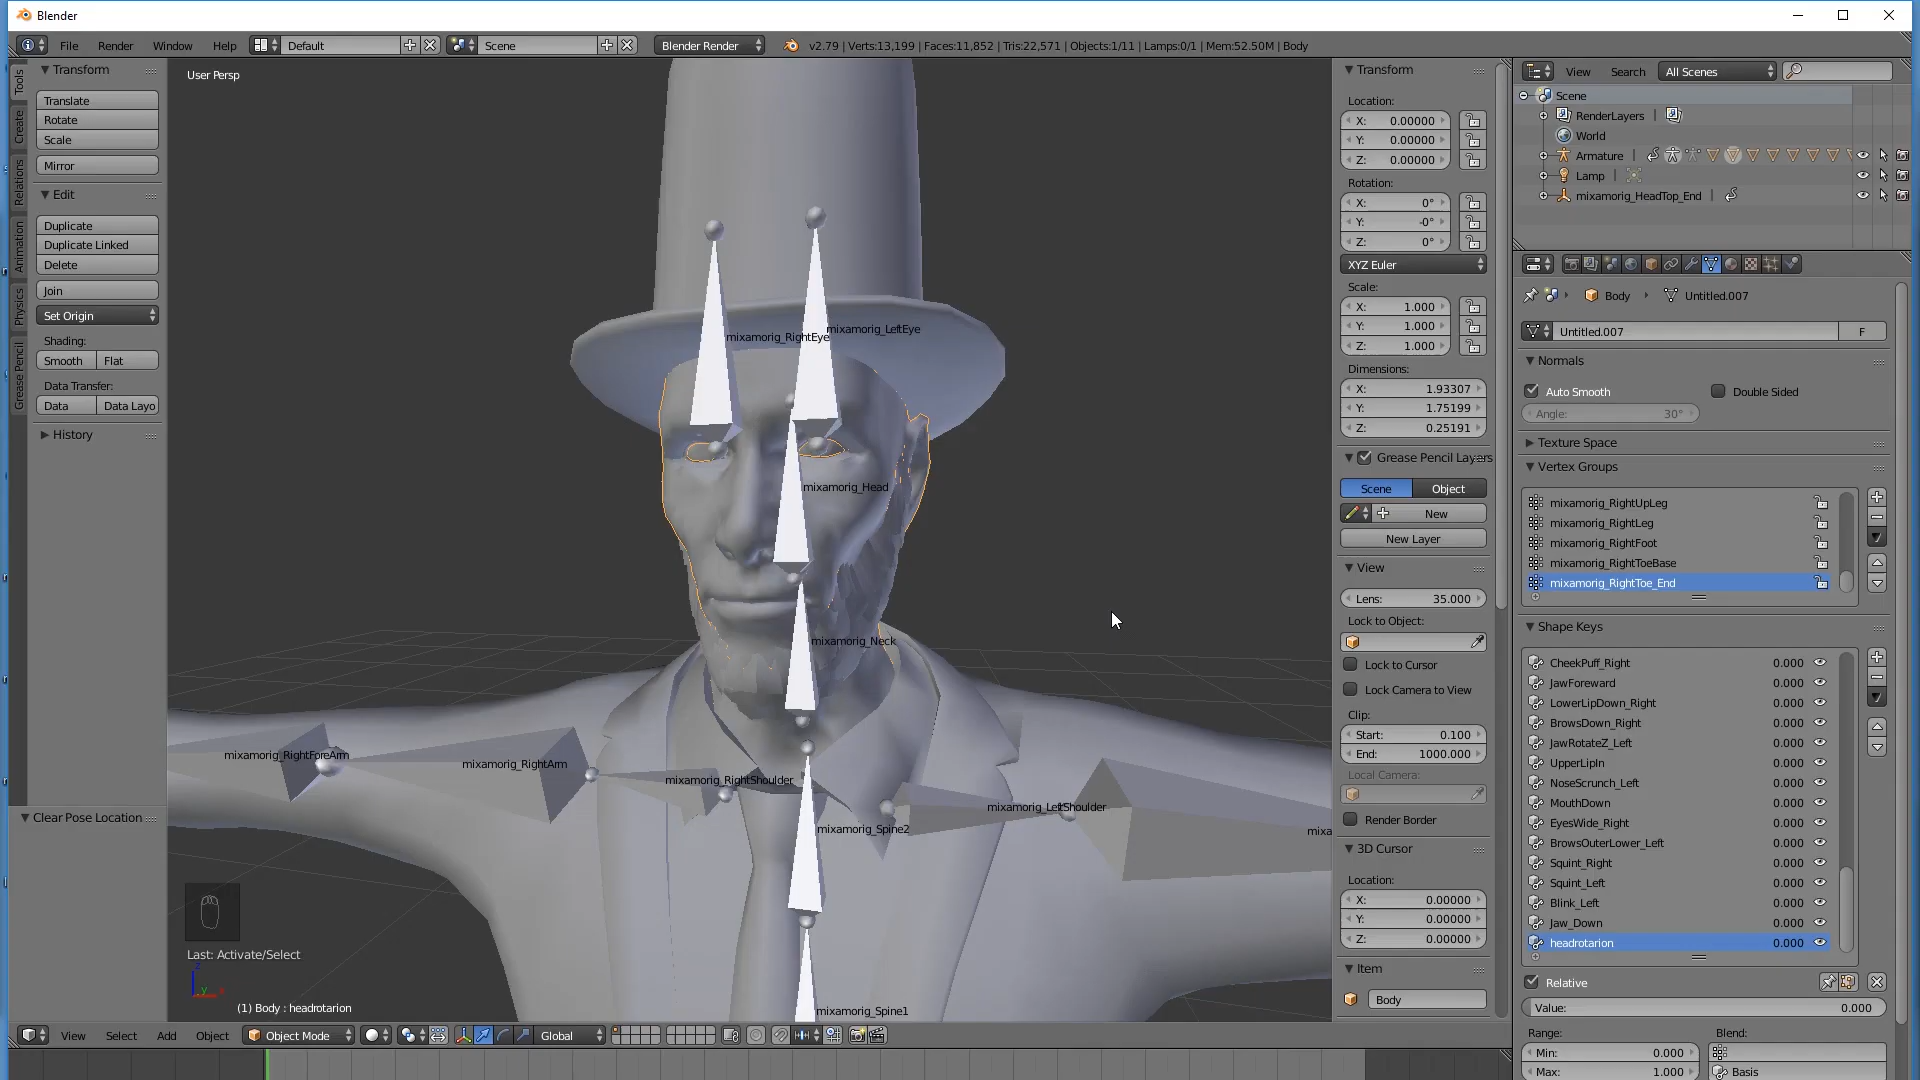 Blender
File Render Window Help Default Scene Blender Render v2.79 | Verts:13,199 | Faces:11,852 | Tris:22,571 | Objects:1/11 | Lamps:0/1 | Mem:52.50M | Body
Tools
Create
Relations
Animation
Physics
Grease Pencil
Transform
Translate
Rotate
Scale
Mirror
Edit
Duplicate
Duplicate Linked
Delete
Join
Set Origin
Shading:
Smooth Flat
Data Transfer:
Data Data Layo
History
Clear Pose Location
User Persp
mixamorig_RightEye
mixamorig_LeftEye
mixamorig_Head
mixamorig_Neck
mixamorig_RightForeArm
mixamorig_RightArm
mixamorig_RightShoulder
mixamorig_Spine2
mixa
mixamorig_Spine1
Last: Activate/Select
z
y
x
(1) Body : headrotarion
View Select Add Object Object Mode Global
Transform
Location:
X: 0.00000
Y: 0.00000
Z: 0.00000
Rotation:
X: 0°
Y: -0°
Z: 0°
XYZ Euler
Scale:
X: 1.000
Y: 1.000
Z: 1.000
Dimensions:
X: 1.93307
Y: 1.75199
Z: 0.25191
Grease Pencil Layers
Scene Object
New
New Layer
View
Lens: 35.000
Lock to Object:
Lock to Cursor
Lock Camera to View
Clip:
Start: 0.100
End: 1000.000
Local Camera:
Render Border
3D Cursor
Location:
X: 0.00000
Y: 0.00000
Z: 0.00000
Item
Body
View Search All Scenes
Scene
RenderLayers |
World
Armature |
Lamp |
mixamorig_HeadTop_End |
Body Untitled.007
Untitled.007 F
Normals
Auto Smooth Double Sided
Angle: 30°
Texture Space
Vertex Groups
mixamorig_RightUpLeg
mixamorig_RightLeg
mixamorig_RightFoot
mixamorig_RightToeBase
mixamorig_RightToe_End
Shape Keys
CheekPuff_Right 0.000
JawForeward 0.000
LowerLipDown_Right 0.000
BrowsDown_Right 0.000
JawRotateZ_Left 0.000
UpperLipIn 0.000
NoseScrunch_Left 0.000
MouthDown 0.000
EyesWide_Right 0.000
BrowsOuterLower_Left 0.000
Squint_Right 0.000
Squint_Left 0.000
Blink_Left 0.000
Jaw_Down 0.000
headrotarion 0.000
Relative
Value: 0.000
Range: Blend:
Min: 0.000
Max: 1.000 Basis